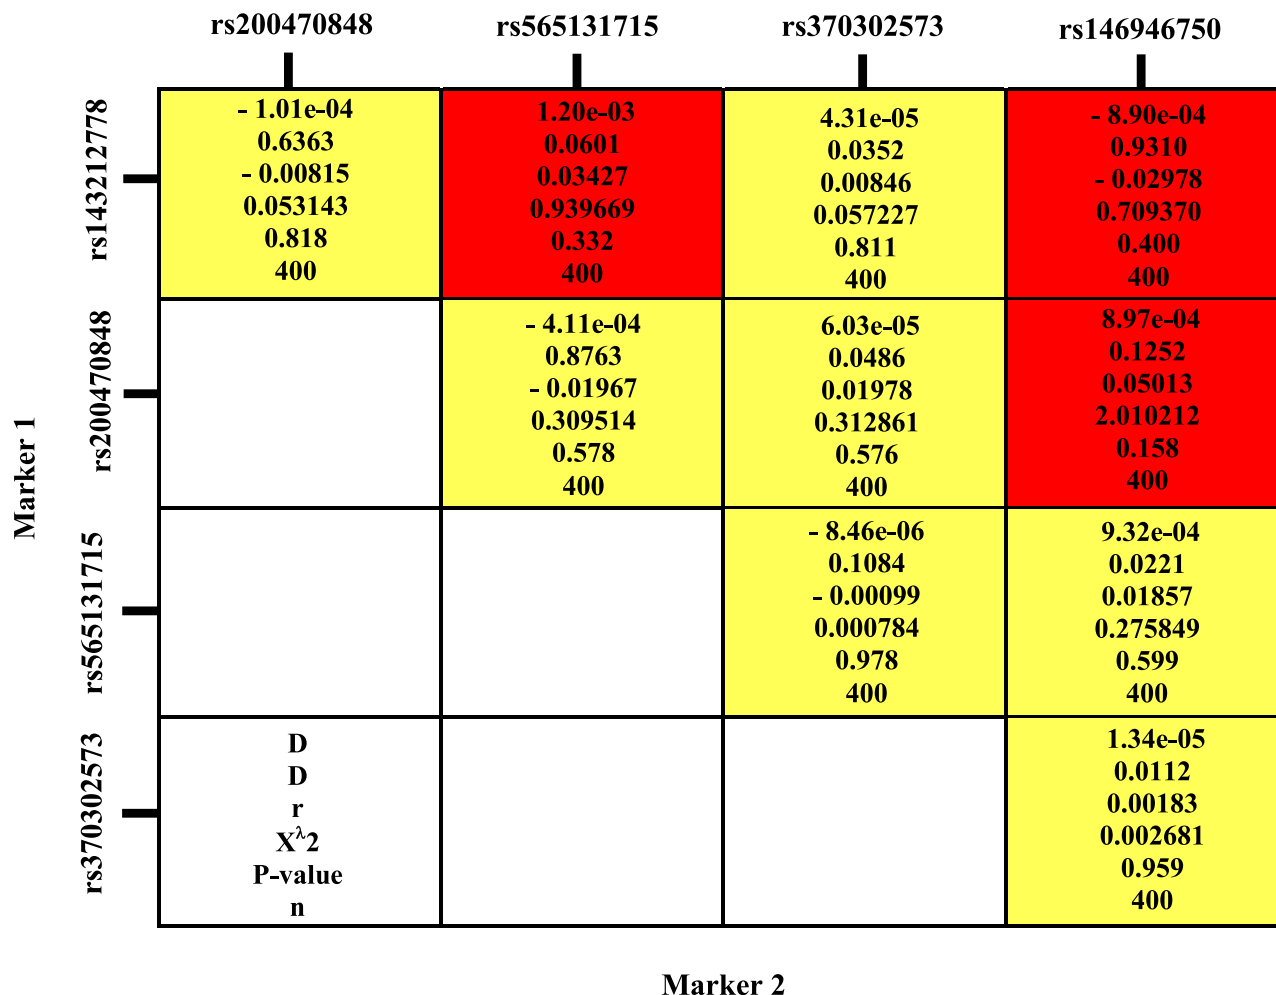 rs200470848
rs565131715
rs370302573
rs146946750
rs143212778
- 1.01e-04
0.6363
- 0.00815
0.053143
0.818
400
1.20e-03
0.0601
0.03427
0.939669
0.332
400
4.31e-05
0.0352
0.00846
0.057227
0.811
400
- 8.90e-04
0.9310
- 0.02978
0.709370
0.400
400
rs200470848
- 4.11e-04
0.8763
- 0.01967
0.309514
0.578
400
6.03e-05
0.0486
0.01978
0.312861
0.576
400
8.97e-04
0.1252
0.05013
2.010212
0.158
400
Marker 1
rs565131715
- 8.46e-06
0.1084
- 0.00099
0.000784
0.978
400
9.32e-04
0.0221
0.01857
0.275849
0.599
400
rs370302573
D
D
r
X^λ2
P-value
n
1.34e-05
0.0112
0.00183
0.002681
0.959
400
Marker 2